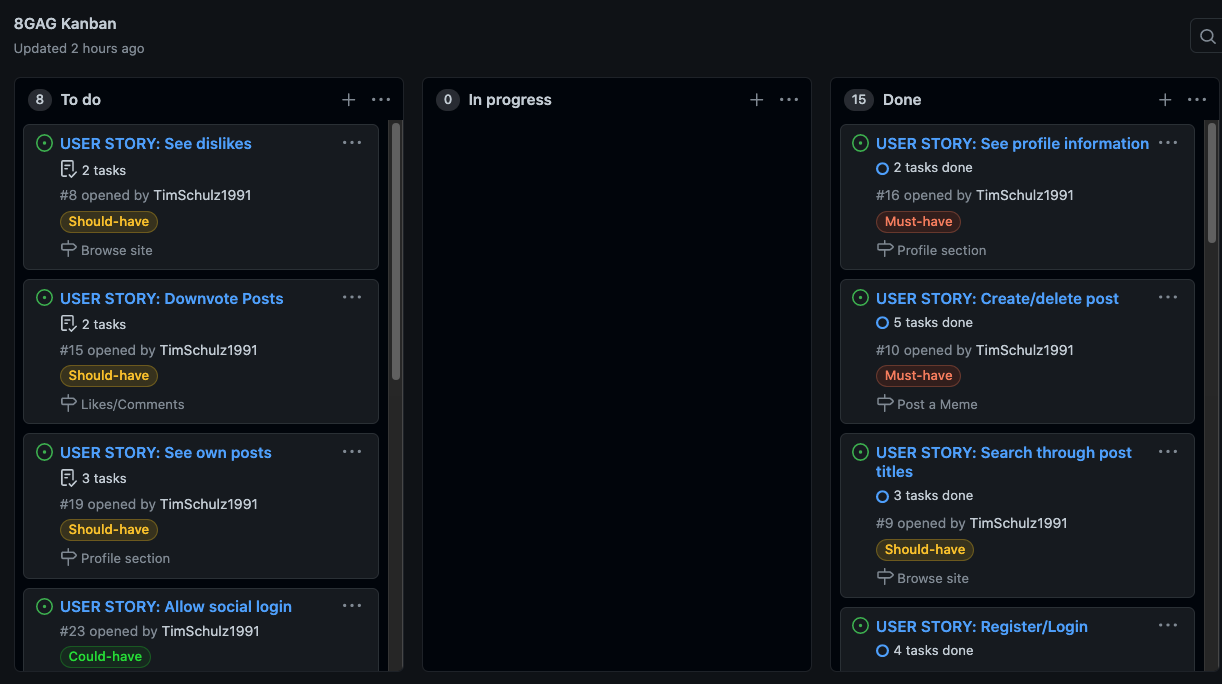 8GAG Kanban
Updated 2 hours ago
8 To do
USER STORY: See dislikes
2 tasks
#8 opened by TimSchulz1991
Should-have
Browse site
USER STORY: Downvote Posts
2 tasks
#15 opened by TimSchulz1991
Should-have
Likes/Comments
USER STORY: See own posts
3 tasks
#19 opened by TimSchulz1991
Should-have
Profile section
USER STORY: Allow social login
#23 opened by TimSchulz1991
Could-have
0 In progress
15 Done
USER STORY: See profile information
2 tasks done
#16 opened by TimSchulz1991
Must-have
Profile section
USER STORY: Create/delete post
5 tasks done
#10 opened by TimSchulz1991
Must-have
Post a Meme
USER STORY: Search through post
titles
3 tasks done
#9 opened by TimSchulz1991
Should-have
Browse site
USER STORY: Register/Login
4 tasks done